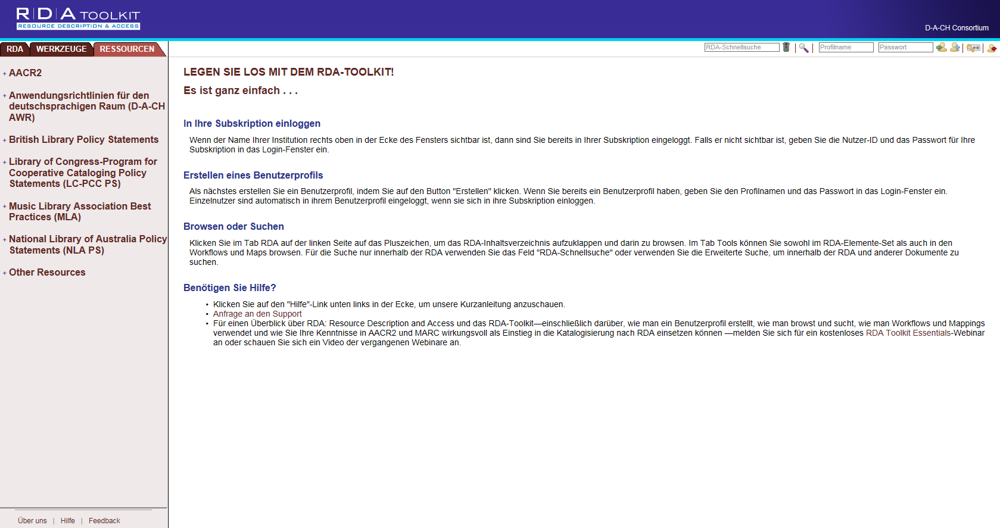 R|D|A TOOLKIT
RESOURCE DESCRIPTION & ACCESS
D-A-CH Consortium
RDA WERKZEUGE RESSOURCEN
RDA-Schnellsuche Profilname Passwort
+ AACR2
+ Anwendungsrichtlinien für den
deutschsprachigen Raum (D-A-CH
AWR)
+ British Library Policy Statements
+ Library of Congress-Program for
Cooperative Cataloging Policy
Statements (LC-PCC PS)
+ Music Library Association Best
Practices (MLA)
+ National Library of Australia Policy
Statements (NLA PS)
+ Other Resources
Über uns | Hilfe | Feedback
LEGEN SIE LOS MIT DEM RDA-TOOLKIT!
Es ist ganz einfach . . .
In Ihre Subskription einloggen
Wenn der Name Ihrer Institution rechts oben in der Ecke des Fensters sichtbar ist, dann sind Sie bereits in Ihrer Subskription eingeloggt. Falls er nicht sichtbar ist, geben Sie die Nutzer-ID und das Passwort für Ihre
Subskription in das Login-Fenster ein.
Erstellen eines Benutzerprofils
Als nächstes erstellen Sie ein Benutzerprofil, indem Sie auf den Button "Erstellen" klicken. Wenn Sie bereits ein Benutzerprofil haben, geben Sie den Profilnamen und das Passwort in das Login-Fenster ein.
Einzelnutzer sind automatisch in ihrem Benutzerprofil eingeloggt, wenn sie sich in ihre Subskription einloggen.
Browsen oder Suchen
Klicken Sie im Tab RDA auf der linken Seite auf das Pluszeichen, um das RDA-Inhaltsverzeichnis aufzuklappen und darin zu browsen. Im Tab Tools können Sie sowohl im RDA-Elemente-Set als auch in den
Workflows und Maps browsen. Für die Suche nur innerhalb der RDA verwenden Sie das Feld "RDA-Schnellsuche" oder verwenden Sie die Erweiterte Suche, um innerhalb der RDA und anderer Dokumente zu
suchen.
Benötigen Sie Hilfe?
• Klicken Sie auf den "Hilfe"-Link unten links in der Ecke, um unsere Kurzanleitung anzuschauen.
• Anfrage an den Support
• Für einen Überblick über RDA: Resource Description and Access und das RDA-Toolkit—einschließlich darüber, wie man ein Benutzerprofil erstellt, wie man browst und sucht, wie man Workflows und Mappings
verwendet und wie Sie Ihre Kenntnisse in AACR2 und MARC wirkungsvoll als Einstieg in die Katalogisierung nach RDA einsetzen können —melden Sie sich für ein kostenloses RDA Toolkit Essentials-Webinar
an oder schauen Sie sich ein Video der vergangenen Webinare an.